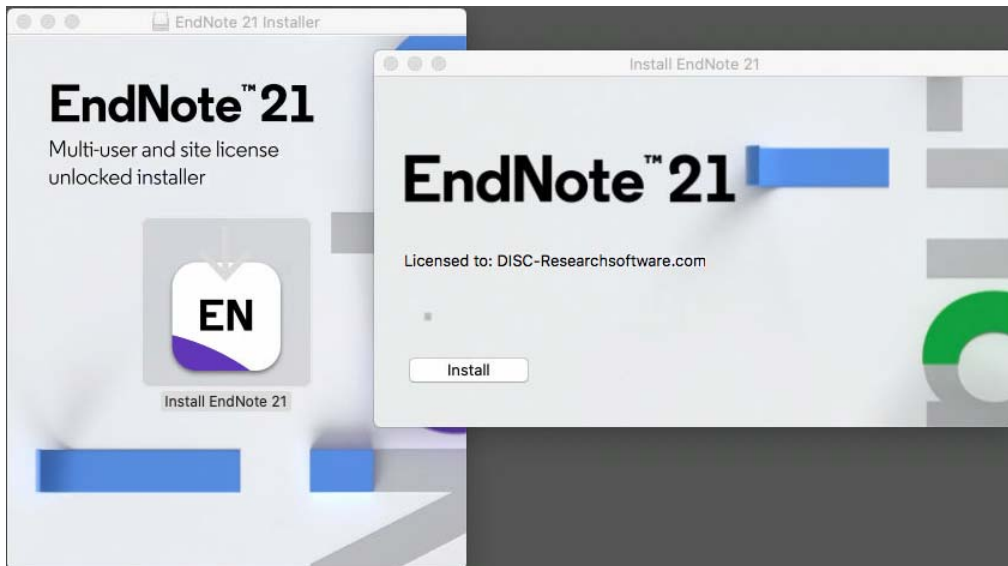 EndNote 21 Installer
EndNote™ 21
Multi-user and site license
unlocked installer
EN
Install EndNote 21
Install EndNote 21
EndNote™ 21
Licensed to: DISC-Researchsoftware.com
Install